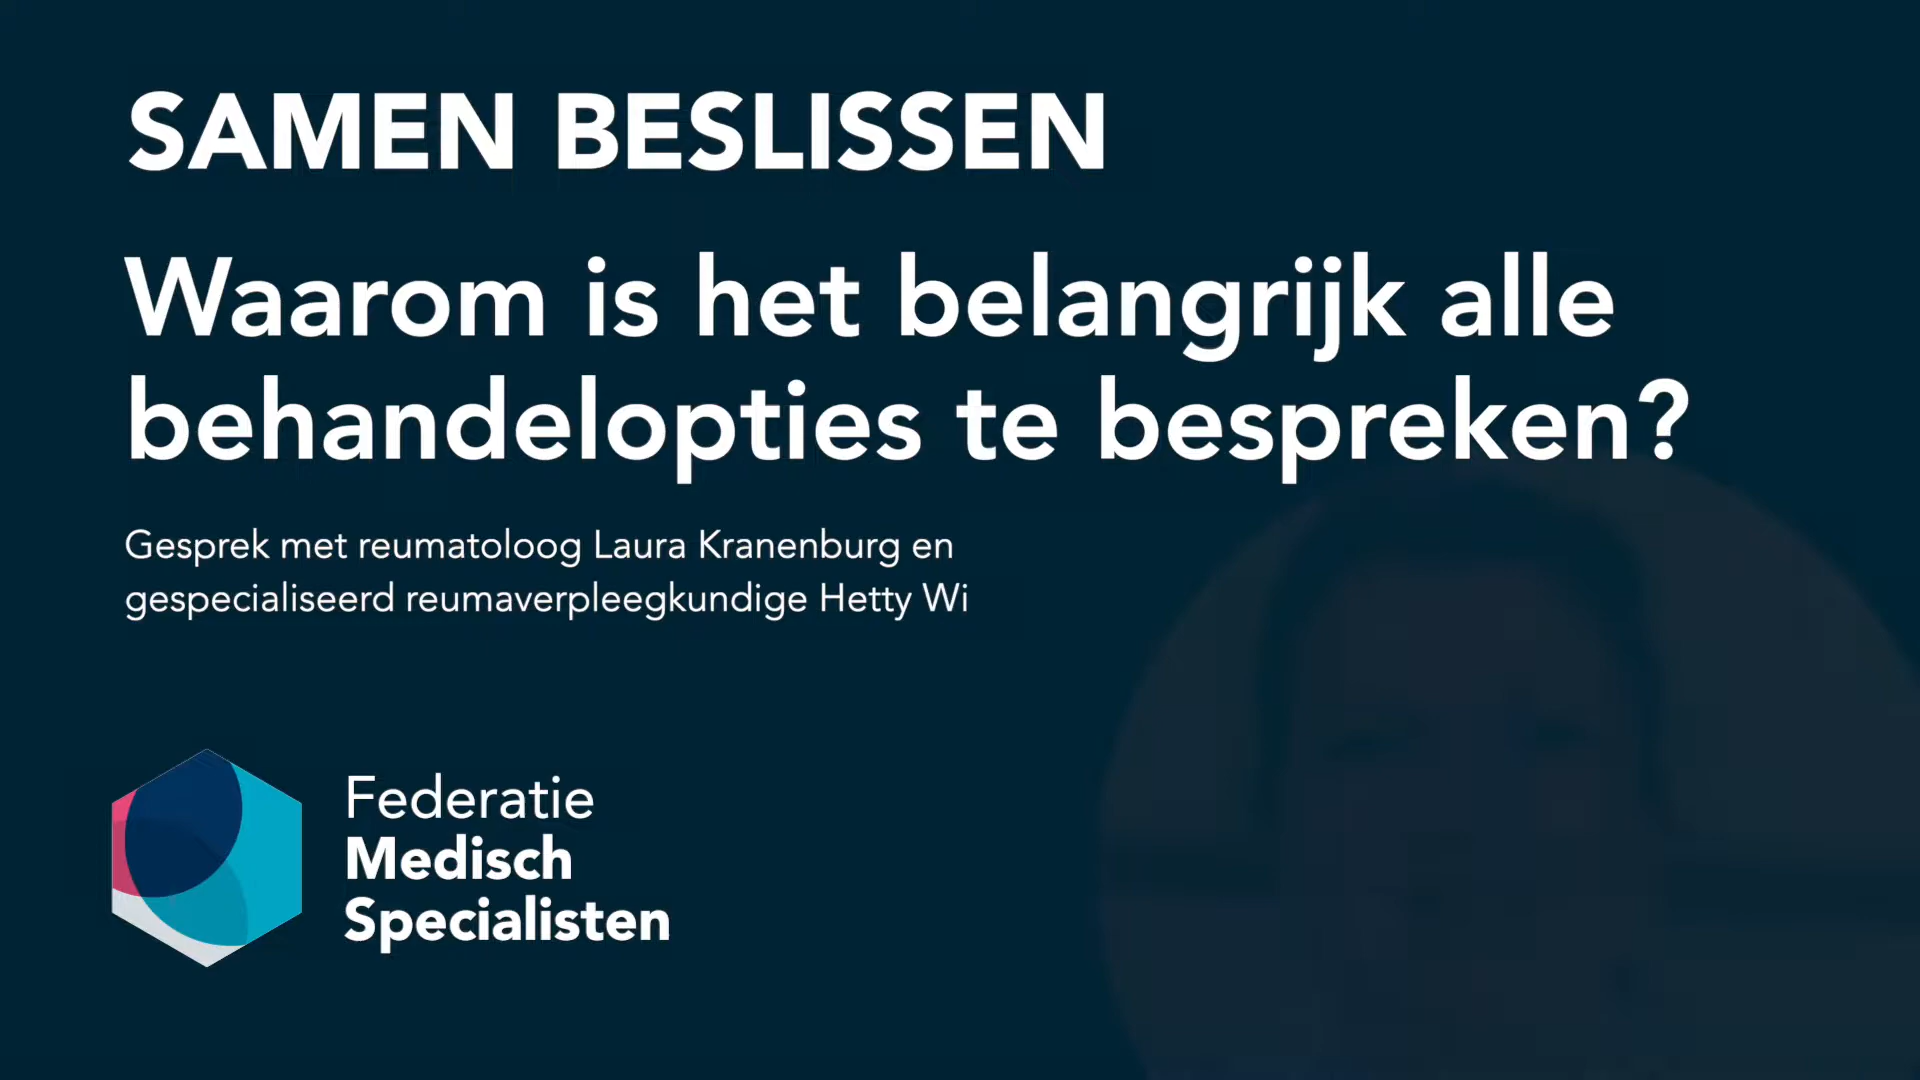 SAMEN BESLISSEN
Waarom is het belangrijk alle
behandelopties te bespreken?
Gesprek met reumatoloog Laura Kranenburg en
gespecialiseerd reumaverpleegkundige Hetty Wi
Federatie
Medisch
Specialisten